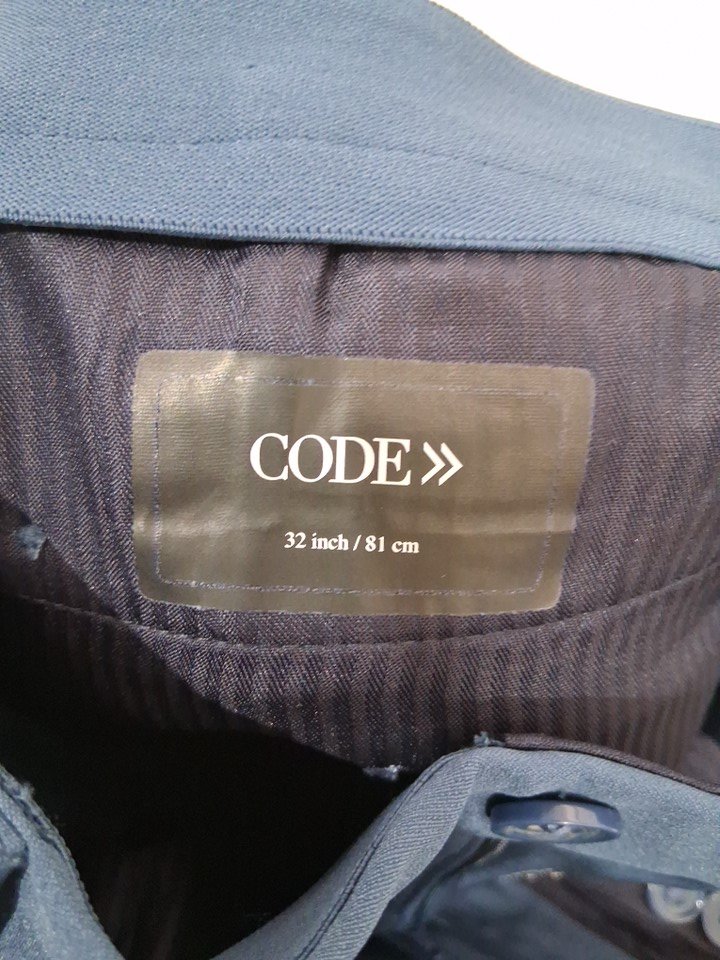 CODE »
32 inch / 81 cm